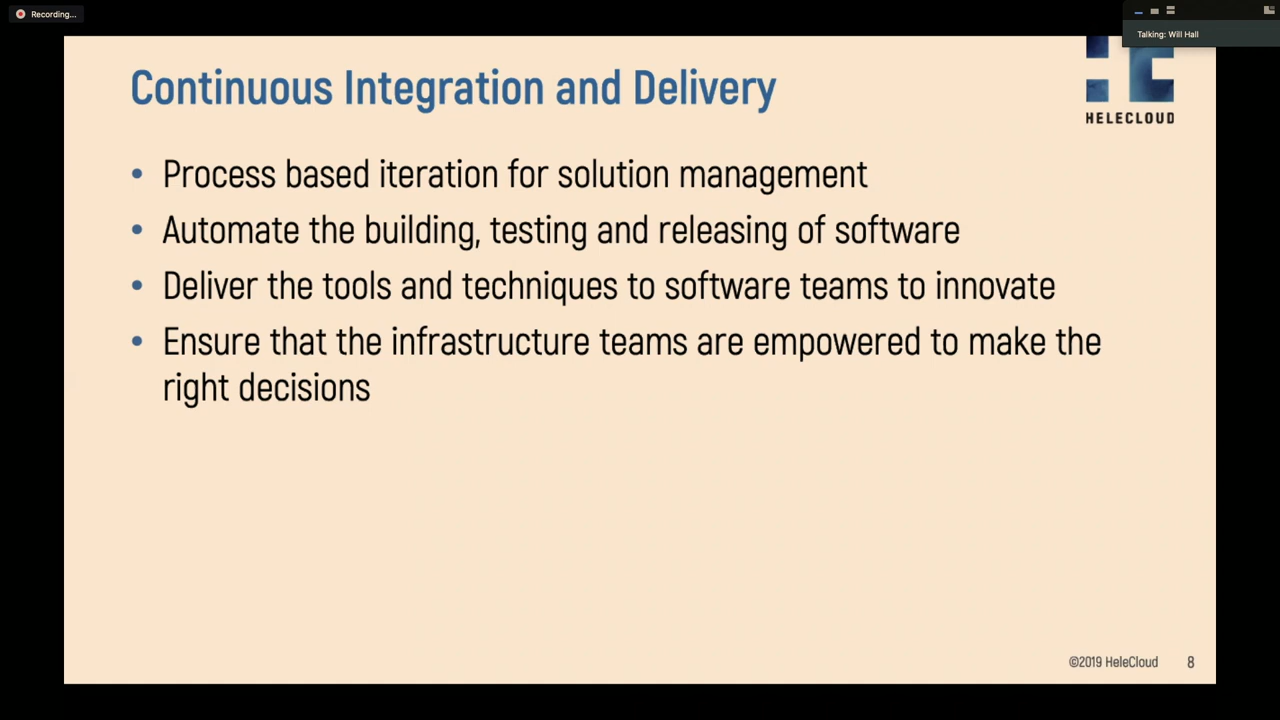 Recording...
Talking: Will Hall
Continuous Integration and Delivery
HELECLOUD
• Process based iteration for solution management
• Automate the building, testing and releasing of software
• Deliver the tools and techniques to software teams to innovate
• Ensure that the infrastructure teams are empowered to make the
right decisions
©2019 HeleCloud 8